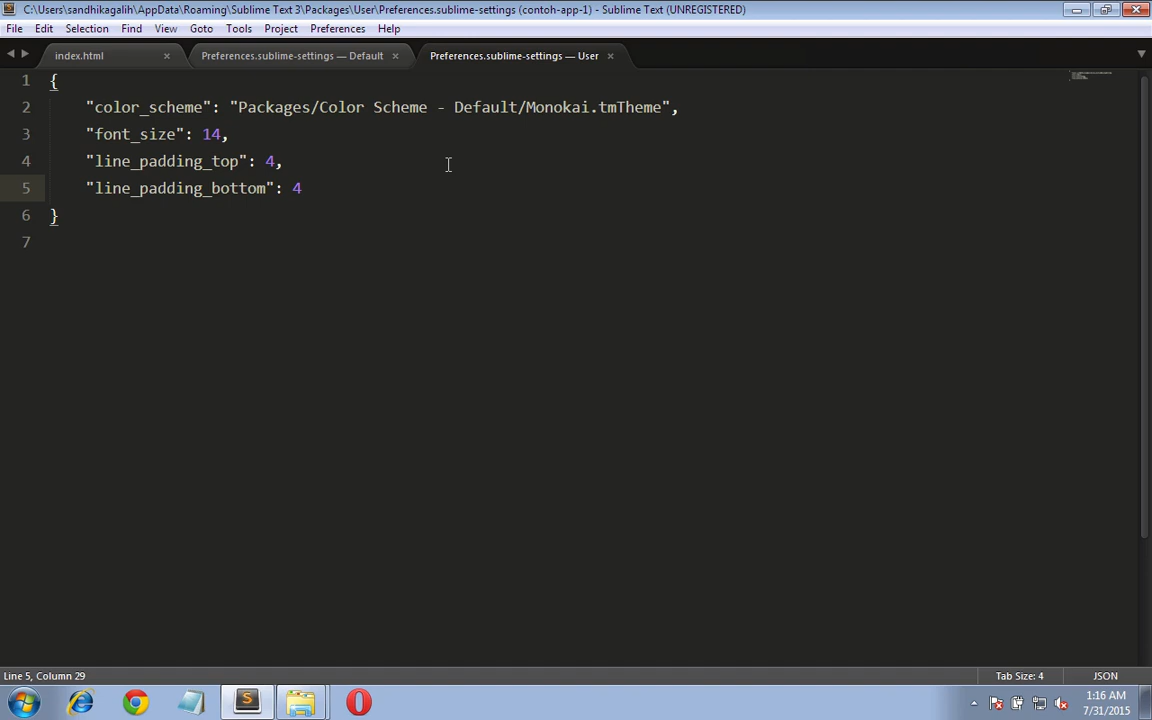 C:\Users\sandhikagalih\AppData\Roaming\Sublime Text 3\Packages\User\Preferences.sublime-settings (contoh-app-1) - Sublime Text (UNREGISTERED)
File Edit Selection Find View Goto Tools Project Preferences Help
index.html × Preferences.sublime-settings — Default × Preferences.sublime-settings — User ×
1 {
2 "color_scheme": "Packages/Color Scheme - Default/Monokai.tmTheme",
3 "font_size": 14,
4 "line_padding_top": 4,
5 "line_padding_bottom": 4
6 }
7
Line 5, Column 29 Tab Size: 4 JSON
1:16 AM
7/31/2015